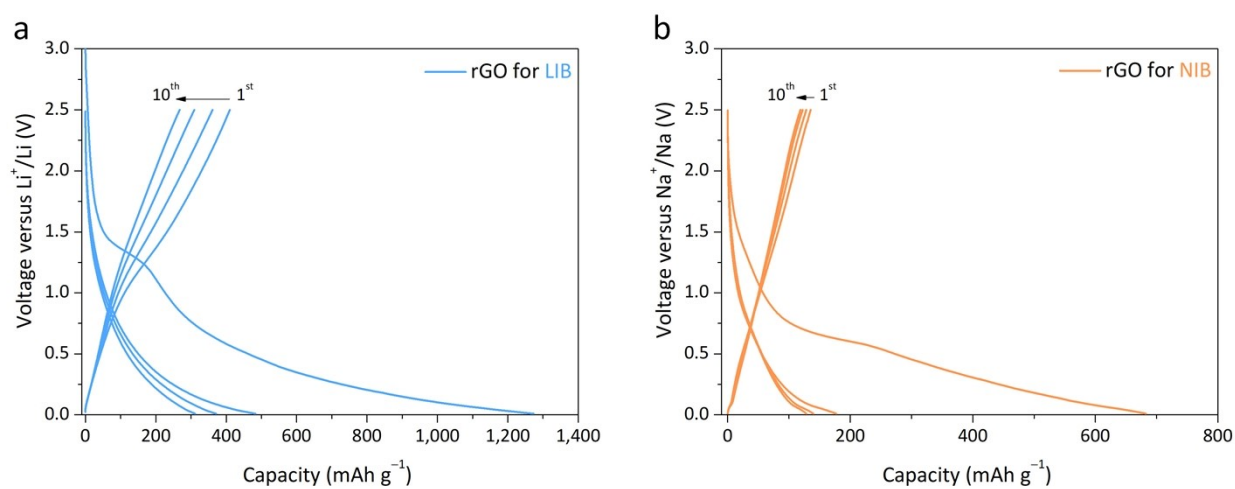 a
3.0
2.5
2.0
1.5
1.0
0.5
0.0
Voltage versus Li⁺/Li (V)
rGO for LIB
10ᵗʰ 1ˢᵗ
0 200 400 600 800 1,000 1,200 1,400
Capacity (mAh g⁻¹)
b
3.0
2.5
2.0
1.5
1.0
0.5
0.0
Voltage versus Na⁺/Na (V)
rGO for NIB
10ᵗʰ 1ˢᵗ
0 200 400 600 800
Capacity (mAh g⁻¹)